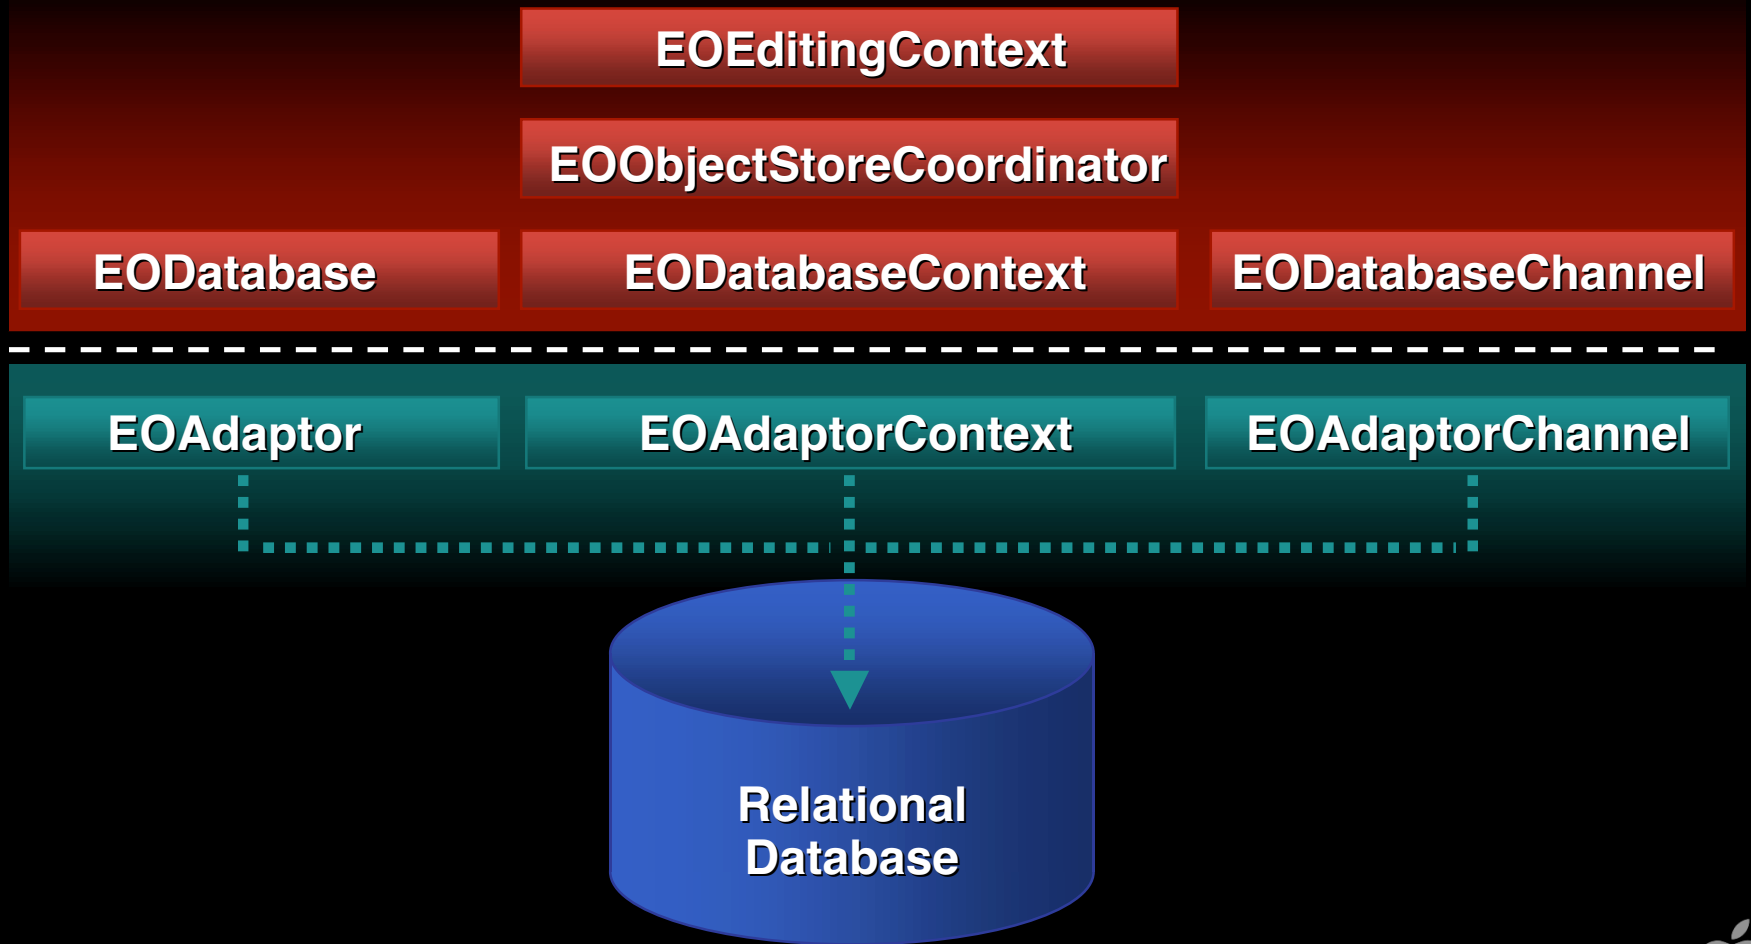 EOEditingContext
EOObjectStoreCoordinator
EODatabase
EODatabaseContext
EODatabaseChannel
EOAdaptor
EOAdaptorContext
EOAdaptorChannel
Relational
Database